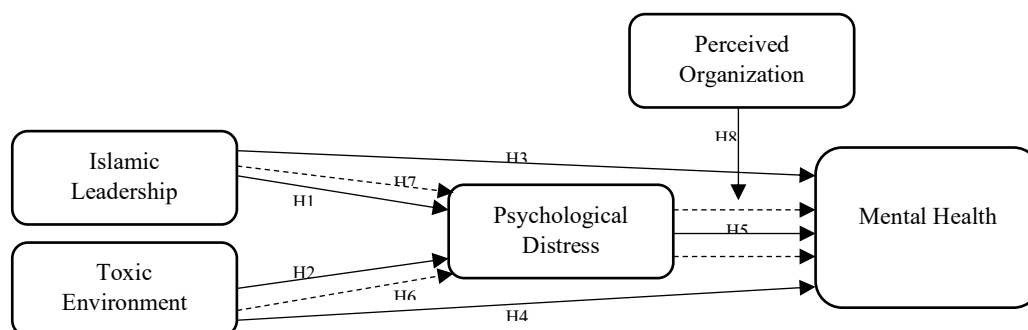 Perceived
Organization
H8
Islamic
Leadership
H3
H7
H1
Psychological
Distress
Mental Health
H5
Toxic
Environment
H2
H6
H4